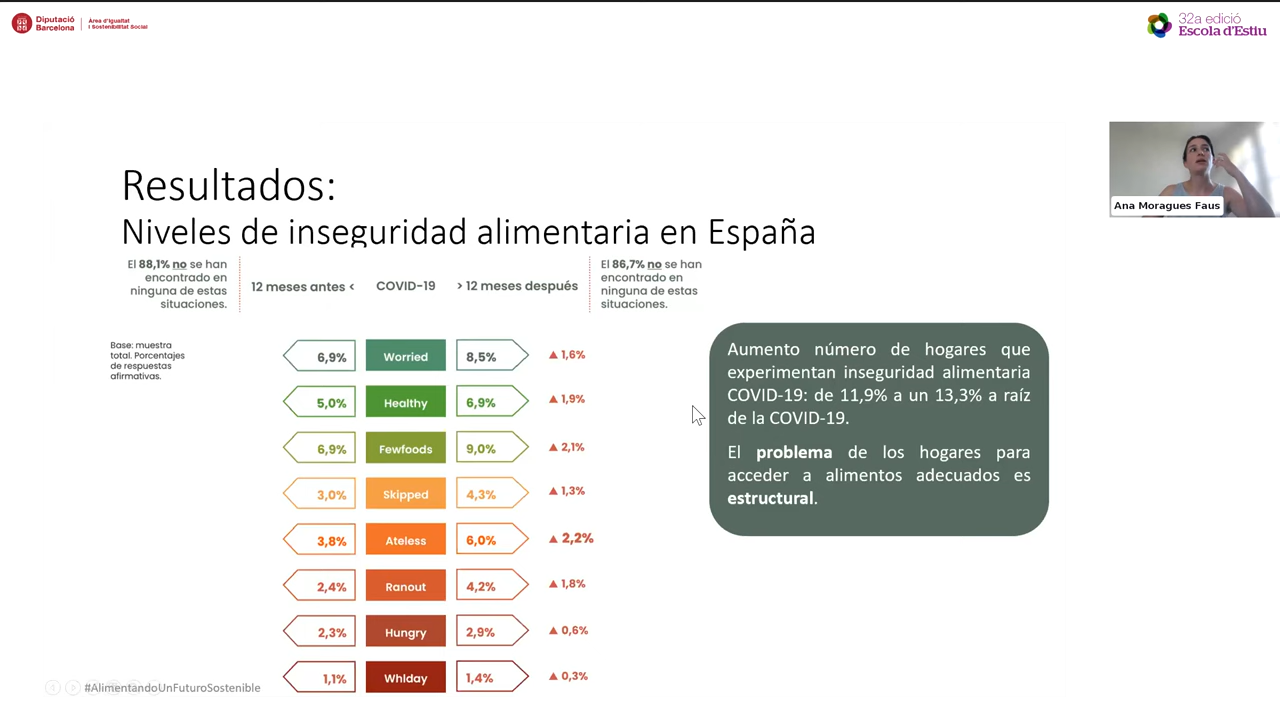 Diputació
Barcelona
Àrea d'Igualtat
i Sostenibilitat Social
32a edició
Escola d'Estiu
Ana Moragues Faus
Resultados:
Niveles de inseguridad alimentaria en España
El 88,1% no se han
encontrado en
ninguna de estas
situaciones.
12 meses antes <
COVID-19
> 12 meses después
El 86,7% no se han
encontrado en
ninguna de estas
situaciones.
Base: muestra
total. Porcentajes
de respuestas
afirmativas.
6,9% Worried 8,5% ▲ 1,6%
5,0% Healthy 6,9% ▲ 1,9%
6,9% Fewfoods 9,0% ▲ 2,1%
3,0% Skipped 4,3% ▲ 1,3%
3,8% Ateless 6,0% ▲ 2,2%
2,4% Ranout 4,2% ▲ 1,8%
2,3% Hungry 2,9% ▲ 0,6%
1,1% Whlday 1,4% ▲ 0,3%
Aumento número de hogares que
experimentan inseguridad alimentaria
COVID-19: de 11,9% a un 13,3% a raíz
de la COVID-19.
El problema de los hogares para
acceder a alimentos adecuados es
estructural.
#AlimentandoUnFuturoSostenible